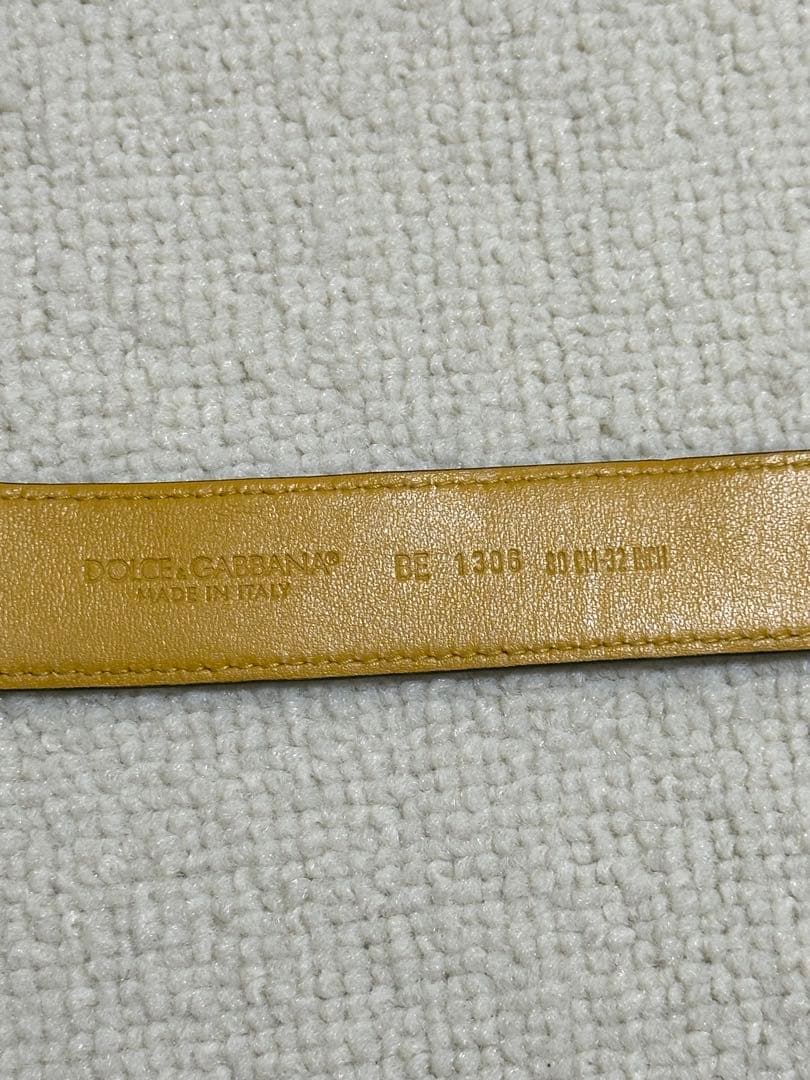 DOLCE & GABBANA® BE 1306 80 CM-32 INCH
MADE IN ITALY